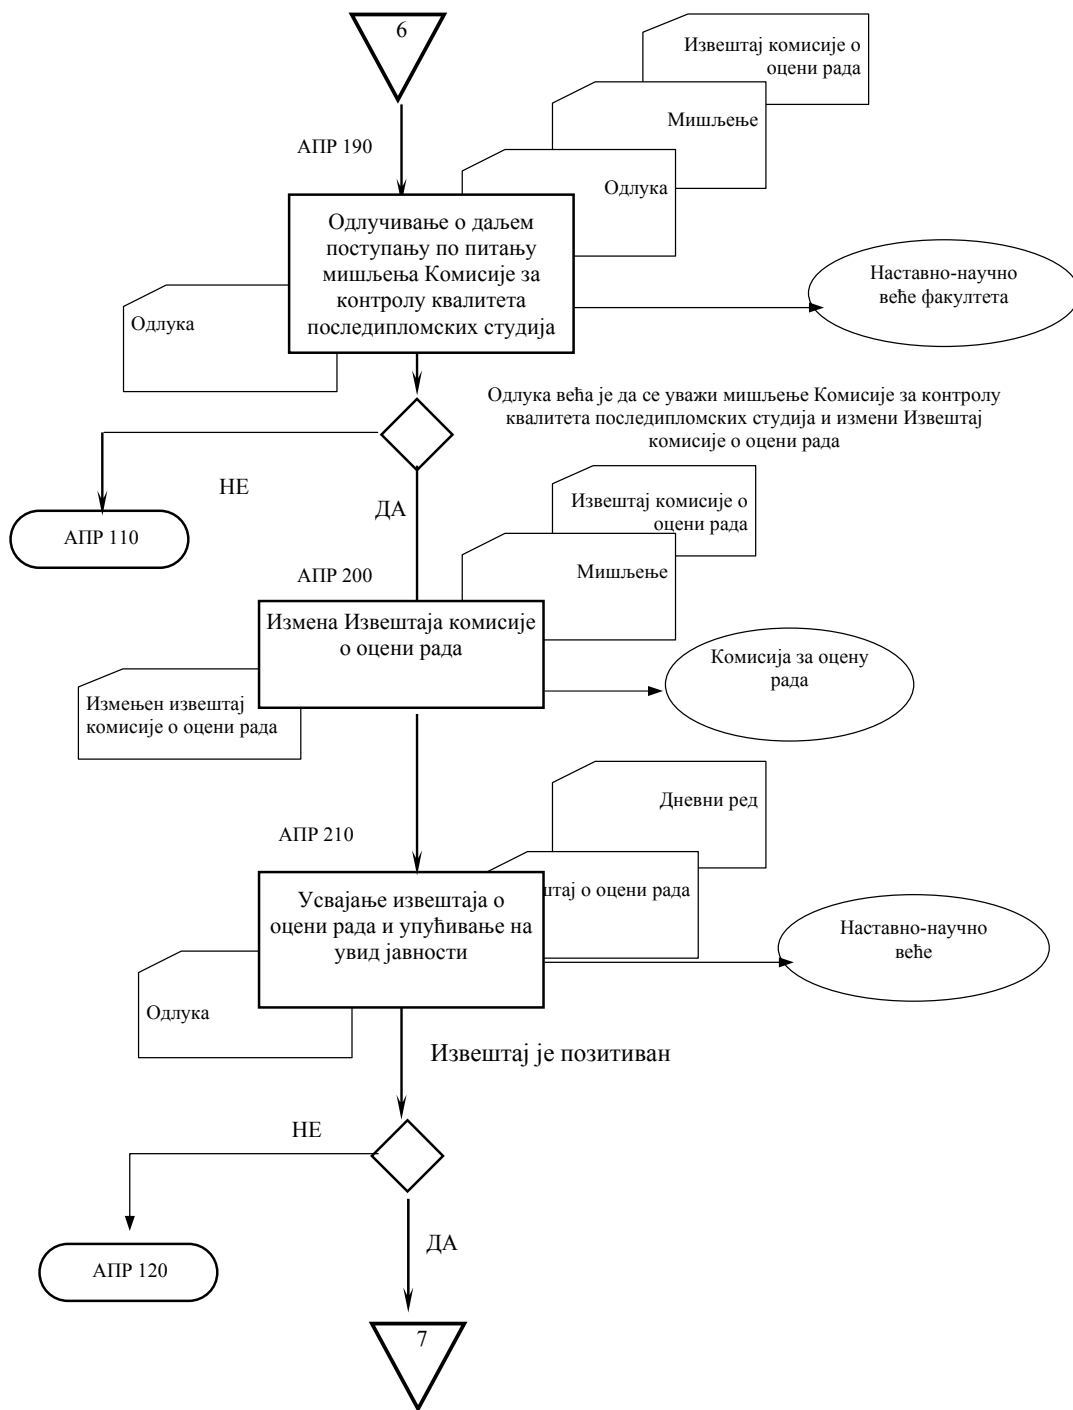 6
Извештај комисије о
оцени рада
Мишљење
АПР 190
Одлука
Одлучивање о даљем
поступању по питању
мишљења Комисије за
контролу квалитета
последипломских студија
Наставно-научно
веће факултета
Одлука
Одлука већа је да се уважи мишљење Комисије за контролу
квалитета последипломских студија и измени Извештај
комисије о оцени рада
НЕ
ДА
АПР 110
Извештај комисије о
оцени рада
Мишљење
АПР 200
Измена Извештаја комисије
о оцени рада
Комисија за оцену
рада
Измењен извештај
комисије о оцени рада
Дневни ред
АПР 210
штај о оцени рада
Усвајање извештаја о
оцени рада и упућивање на
увид јавности
Наставно-научно
веће
Одлука
Извештај је позитиван
НЕ
ДА
АПР 120
7